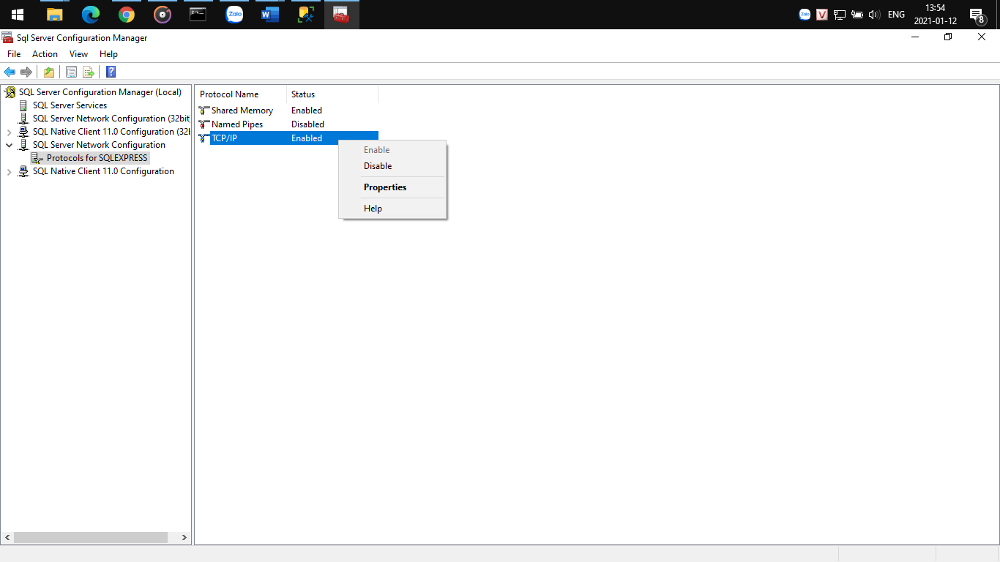 Zalo
Zalo
V
ENG
13:54
2021-01-12
8
Sql Server Configuration Manager
File Action View Help
SQL Server Configuration Manager (Local)
SQL Server Services
SQL Server Network Configuration (32bit
SQL Native Client 11.0 Configuration (32b
SQL Server Network Configuration
Protocols for SQLEXPRESS
SQL Native Client 11.0 Configuration
Protocol Name Status
Shared Memory Enabled
Named Pipes Disabled
TCP/IP Enabled
Enable
Disable
Properties
Help